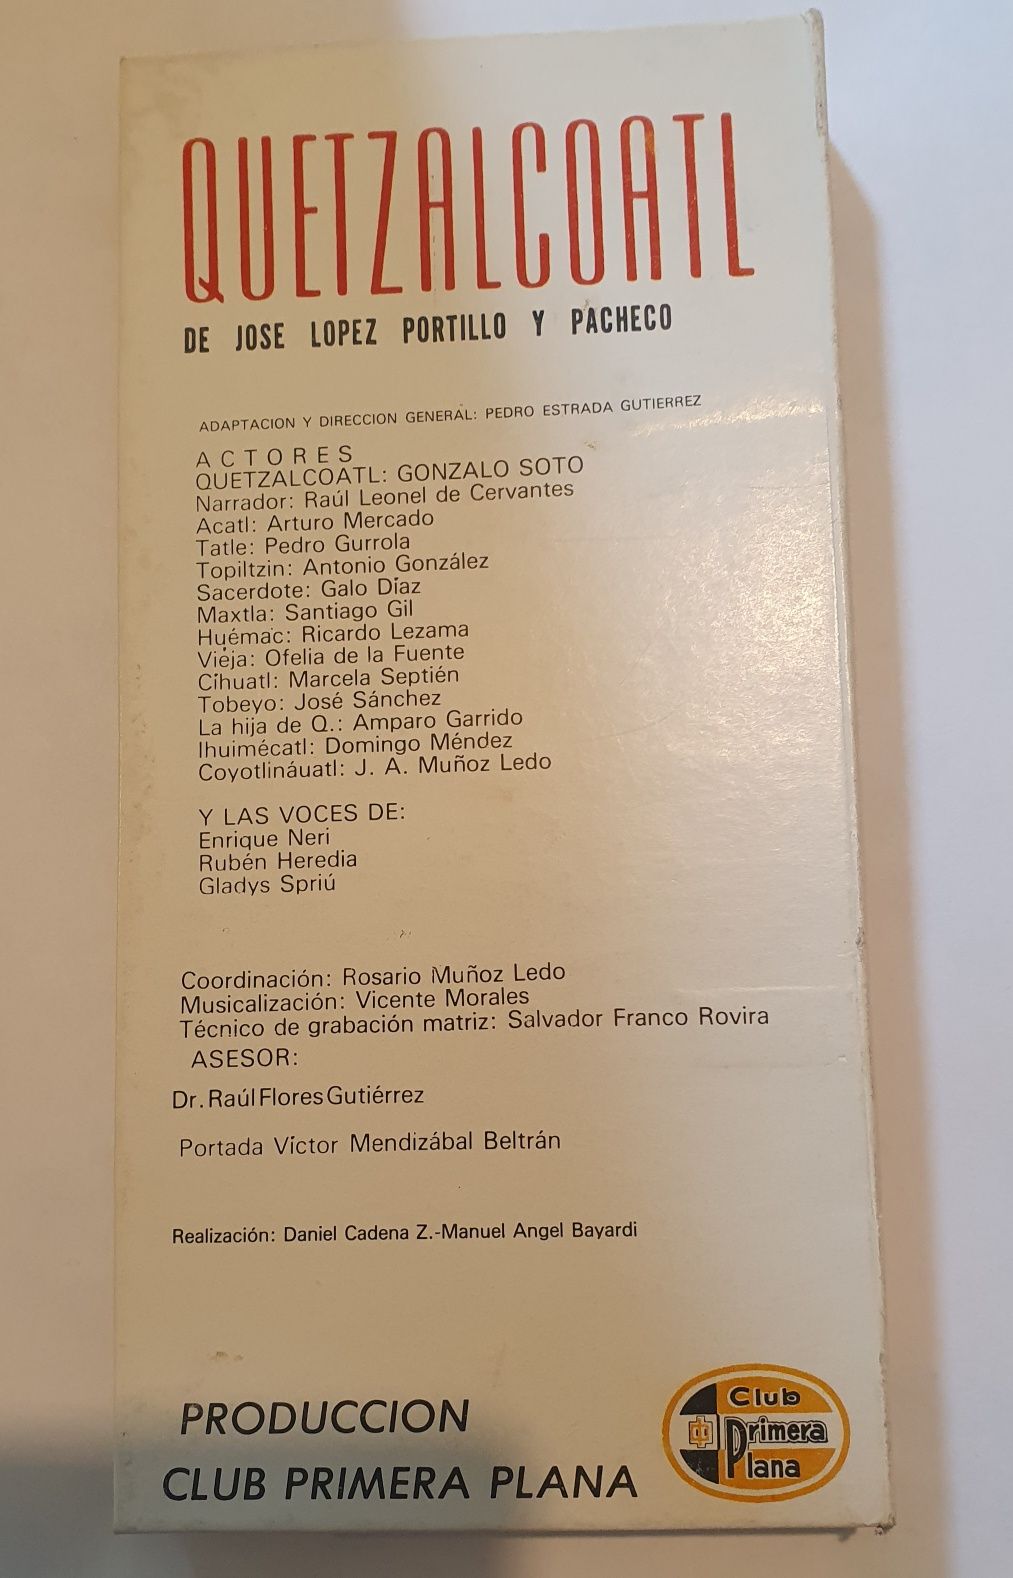 QUETZALCOATL
DE JOSE LOPEZ PORTILLO Y PACHECO
ADAPTACION Y DIRECCION GENERAL: PEDRO ESTRADA GUTIERREZ
ACTORES
QUETZALCOATL: GONZALO SOTO
Narrador: Raúl Leonel de Cervantes
Acatl: Arturo Mercado
Tatle: Pedro Gurrola
Topiltzin: Antonio González
Sacerdote: Galo Díaz
Maxtla: Santiago Gil
Huémac: Ricardo Lezama
Vieja: Ofelia de la Fuente
Cihuatl: Marcela Septién
Tobeyo: José Sánchez
La hija de Q.: Amparo Garrido
Ihuimécatl: Domingo Méndez
Coyotlináuatl: J. A. Muñoz Ledo
Y LAS VOCES DE:
Enrique Neri
Rubén Heredia
Gladys Spriú
Coordinación: Rosario Muñoz Ledo
Musicalización: Vicente Morales
Técnico de grabación matriz: Salvador Franco Rovira
ASESOR:
Dr. Raúl Flores Gutiérrez
Portada Víctor Mendizábal Beltrán
Realización: Daniel Cadena Z.-Manuel Angel Bayardi
PRODUCCION
CLUB PRIMERA PLANA
Club
Primera
Plana